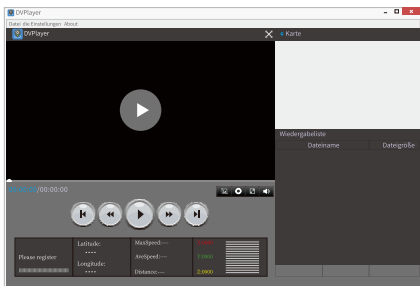 DVPlayer
Datei die Einstellungen About
DVPlayer
Karte
Wiedergabeliste
Dateiname Dateigröße
/00:00:00
Latitude:
----
Longitude:
----
MaxSpeed:---
AveSpeed:---
Distance:---
Please register